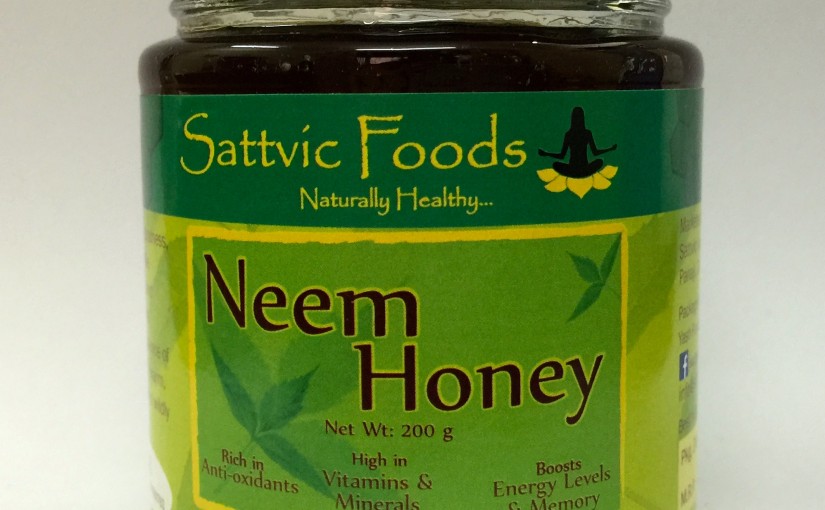 Sattvic Foods
Naturally Healthy...
Neem
Honey
Net Wt: 200 g
Rich in
Anti-oxidants
High in
Vitamins &
Minerals
Boosts
Energy Levels
& Memory